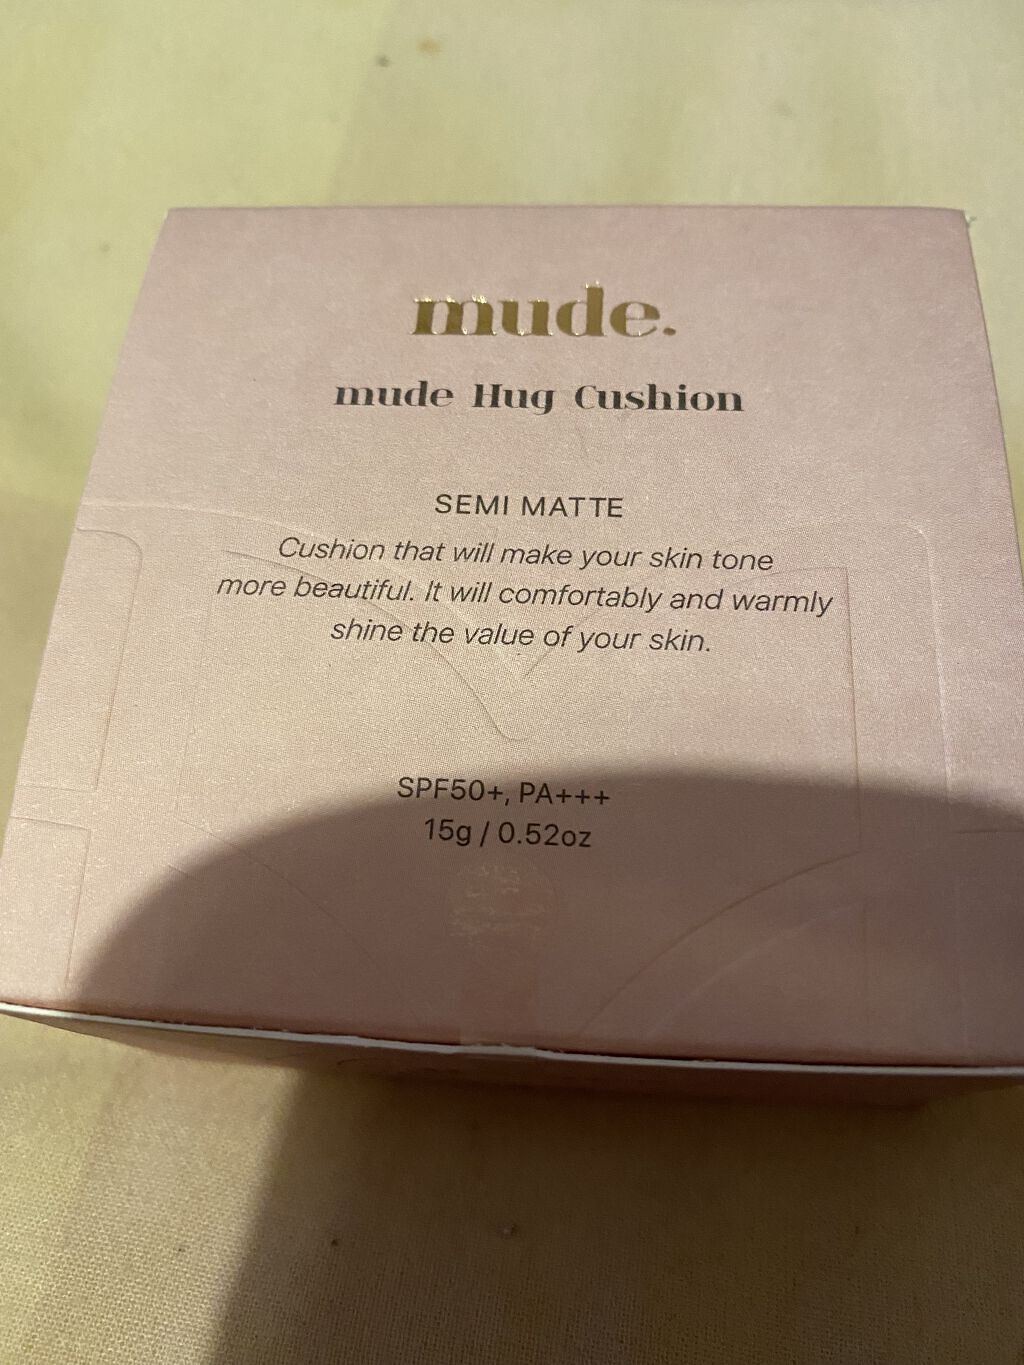 mude.
mude Hug Cushion
SEMI MATTE
Cushion that will make your skin tone
more beautiful. It will comfortably and warmly
shine the value of your skin.
SPF50+, PA+++
15g / 0.52oz